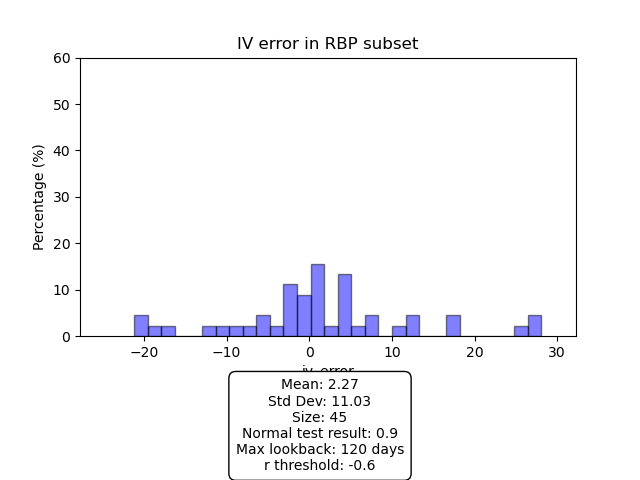 IV error in RBP subset
60
50
40
30
20
10
0
Percentage (%)
−20 −10 0 10 20 30
iv_error
Mean: 2.27
Std Dev: 11.03
Size: 45
Normal test result: 0.9
Max lookback: 120 days
r threshold: -0.6